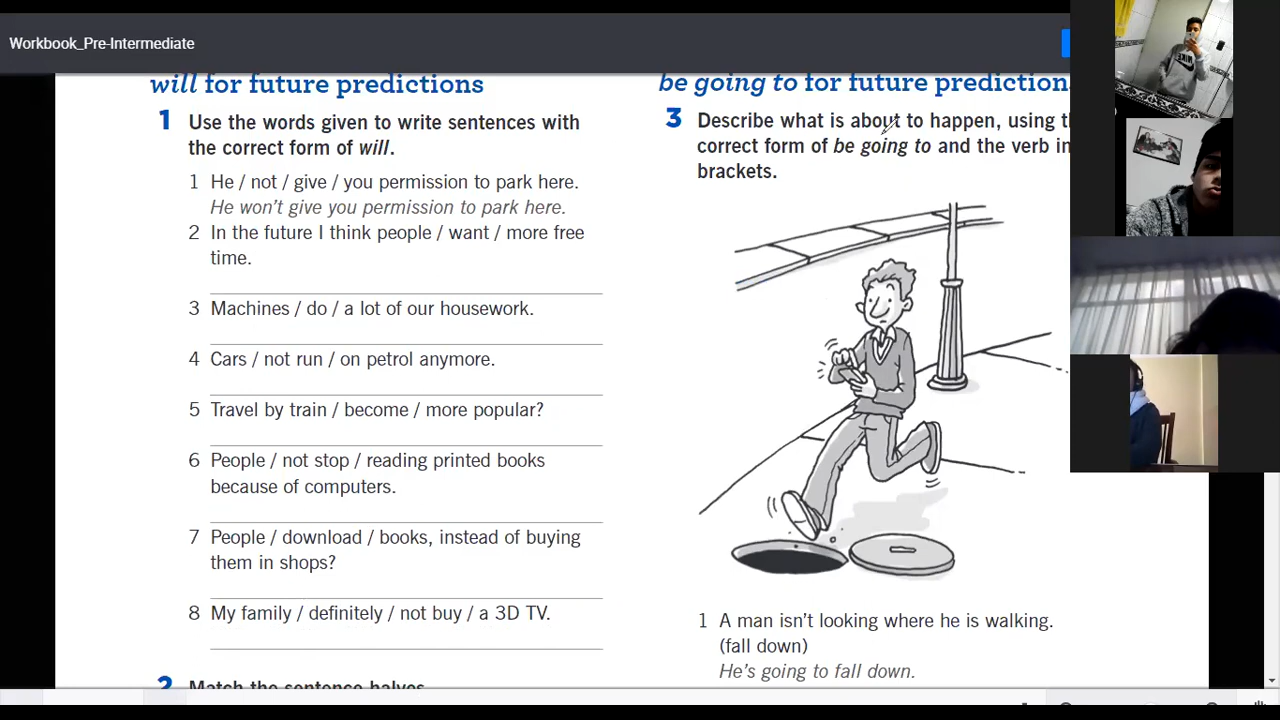 Workbook_Pre-Intermediate
will for future predictions
1 Use the words given to write sentences with
the correct form of will.
1 He / not / give / you permission to park here.
He won't give you permission to park here.
2 In the future I think people / want / more free
time.
3 Machines / do / a lot of our housework.
4 Cars / not run / on petrol anymore.
5 Travel by train / become / more popular?
6 People / not stop / reading printed books
because of computers.
7 People / download / books, instead of buying
them in shops?
8 My family / definitely / not buy / a 3D TV.
2 Match the sentence halves
be going to for future prediction
3 Describe what is about to happen, using
correct form of be going to and the verb in
brackets.
1 A man isn't looking where he is walking.
(fall down)
He's going to fall down.
NIKE